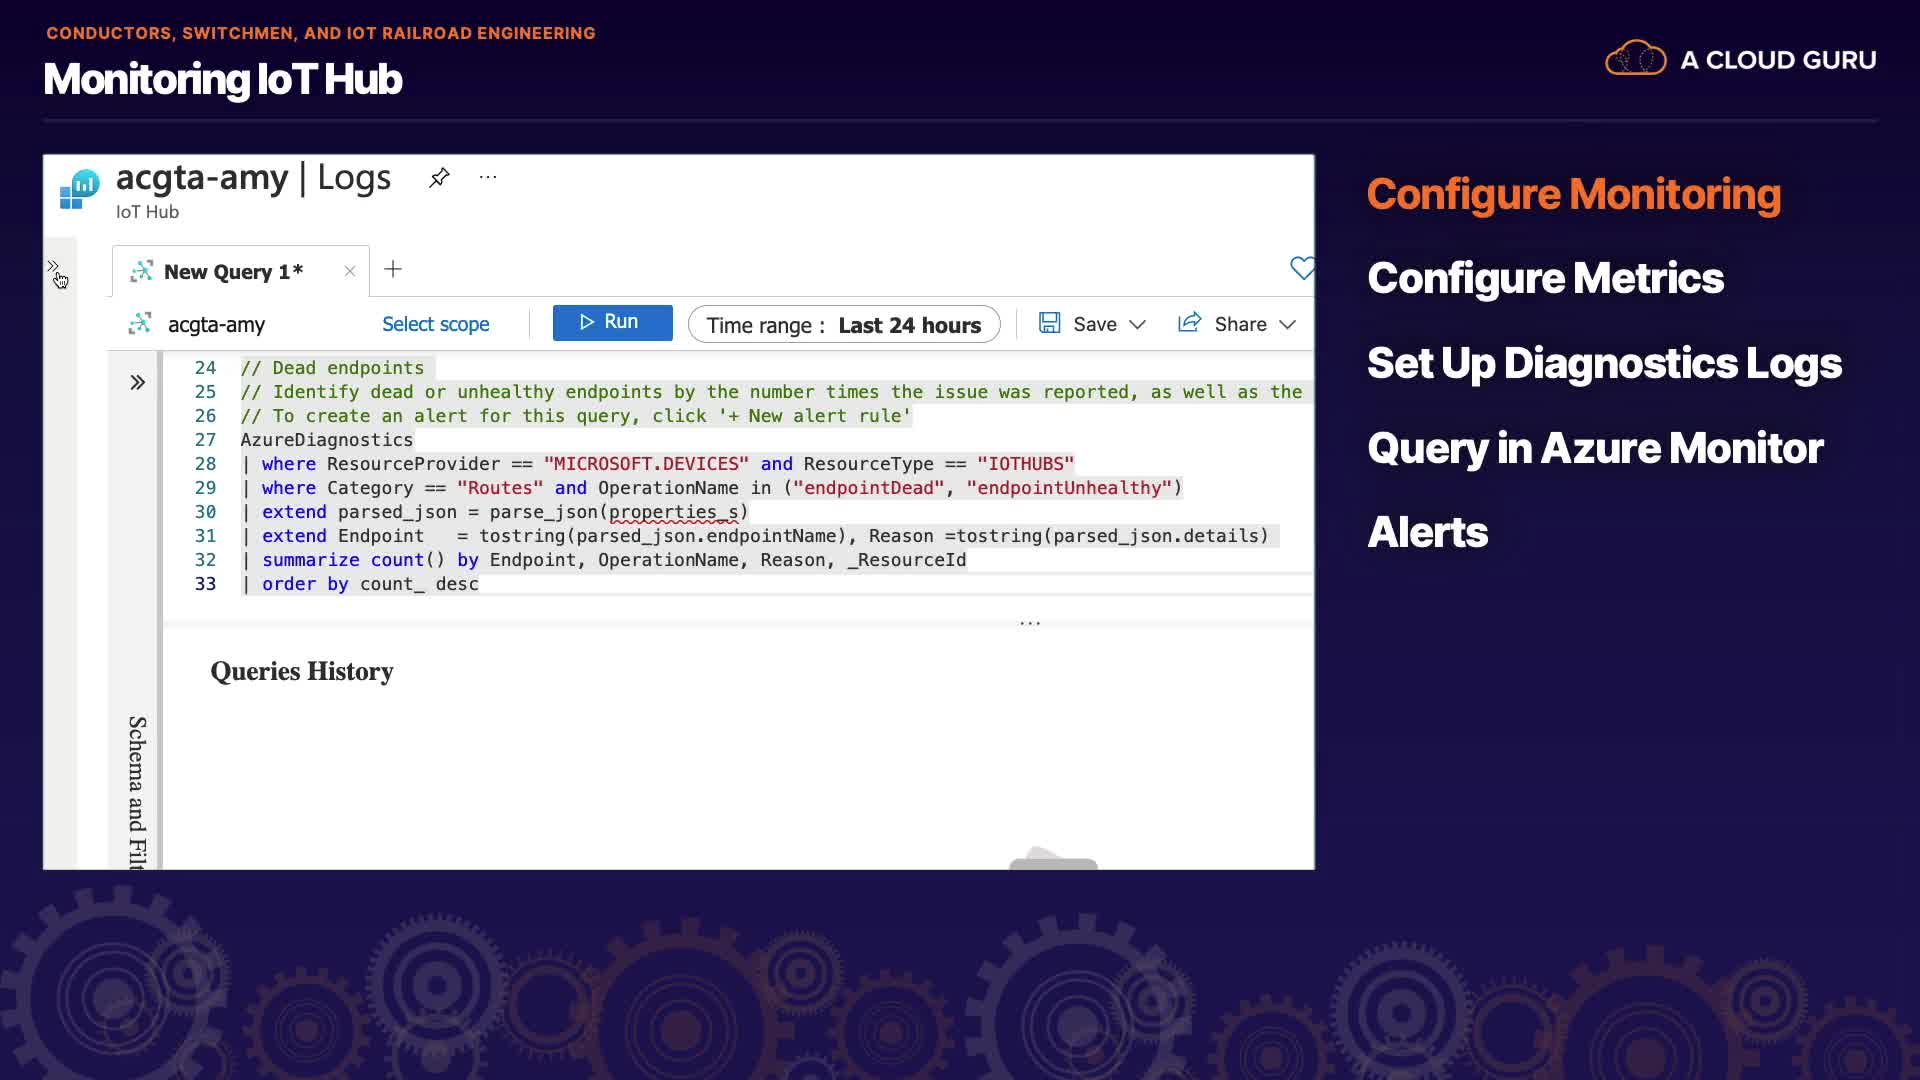 CONDUCTORS, SWITCHMEN, AND IOT RAILROAD ENGINEERING
Monitoring IoT Hub
A CLOUD GURU
acgta-amy | Logs
IoT Hub
New Query 1*
acgta-amy
Select scope
Run
Time range : Last 24 hours
Save
Share
24 // Dead endpoints
25 // Identify dead or unhealthy endpoints by the number times the issue was reported, as well as the
26 // To create an alert for this query, click '+ New alert rule'
27 AzureDiagnostics
28 | where ResourceProvider == "MICROSOFT.DEVICES" and ResourceType == "IOTHUBS"
29 | where Category == "Routes" and OperationName in ("endpointDead", "endpointUnhealthy")
30 | extend parsed_json = parse_json(properties_s)
31 | extend Endpoint   = tostring(parsed_json.endpointName), Reason =tostring(parsed_json.details)
32 | summarize count() by Endpoint, OperationName, Reason, _ResourceId
33 | order by count_ desc
Queries History
Schema and Filt
Configure Monitoring
Configure Metrics
Set Up Diagnostics Logs
Query in Azure Monitor
Alerts